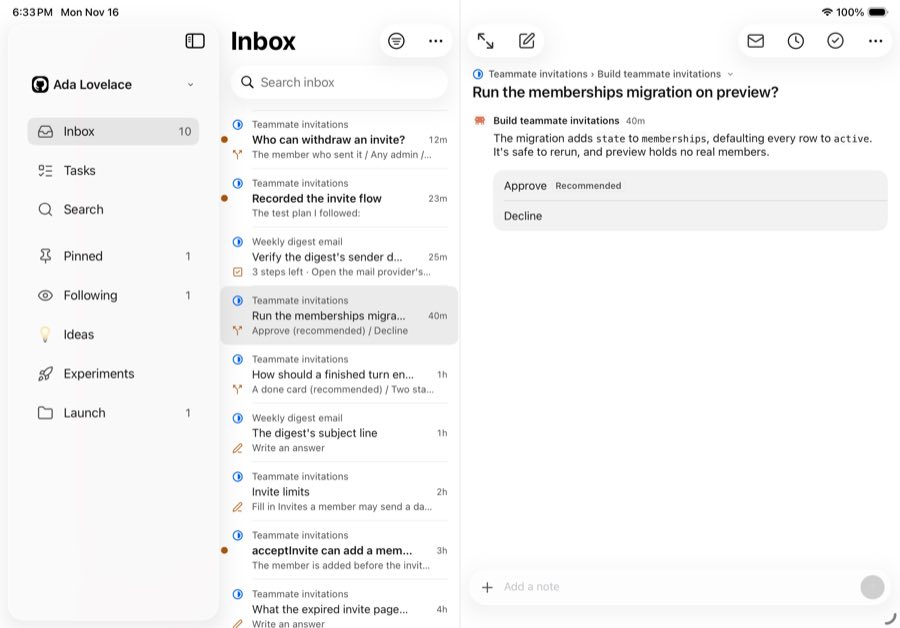 6:33 PM Mon Nov 16
100%
Ada Lovelace
Inbox 10
Tasks
Search
Pinned 1
Following 1
Ideas
Experiments
Launch 1
Inbox
Search inbox
Teammate invitations
Who can withdraw an invite? 12m
The member who sent it / Any admin /...
Teammate invitations
Recorded the invite flow 23m
The test plan I followed:
Weekly digest email
Verify the digest's sender d... 25m
3 steps left · Open the mail provider's...
Teammate invitations
Run the memberships migra... 40m
Approve (recommended) / Decline
Teammate invitations
How should a finished turn en... 1h
A done card (recommended) / Two sta...
Weekly digest email
The digest's subject line 1h
Write an answer
Teammate invitations
Invite limits 2h
Fill in Invites a member may send a da...
Teammate invitations
acceptInvite can add a mem... 3h
The member is added before the invit...
Teammate invitations
What the expired invite page... 4h
Write an answer
Teammate invitations › Build teammate invitations
Run the memberships migration on preview?
Build teammate invitations 40m
The migration adds state to memberships, defaulting every row to active.
It's safe to rerun, and preview holds no real members.
Approve Recommended
Decline
Add a note